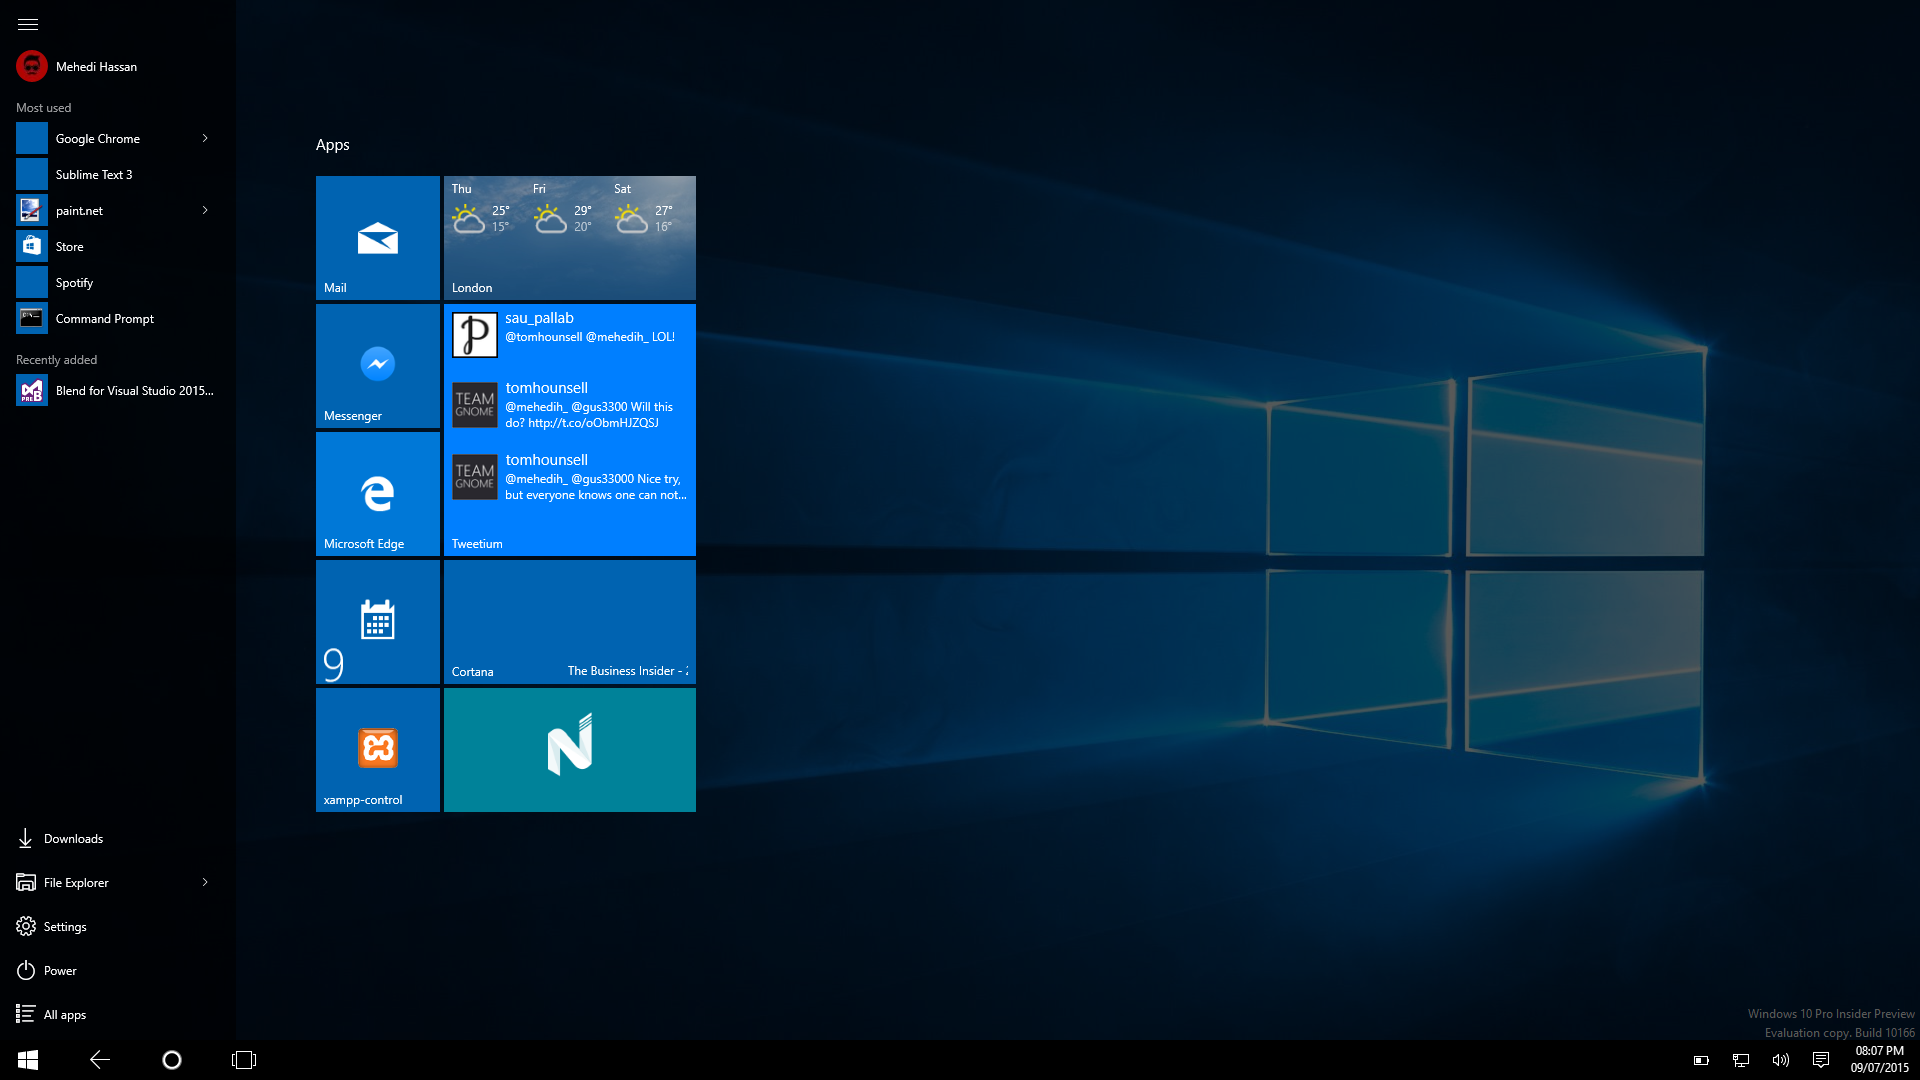 Mehedi Hassan
Most used
Google Chrome
Sublime Text 3
paint.net
Store
Spotify
Command Prompt
Recently added
Blend for Visual Studio 2015...
Downloads
File Explorer
Settings
Power
All apps
Apps
Mail
Thu Fri Sat
25° 29° 27°
15° 20° 16°
London
Messenger
sau_pallab
@tomhounsell @mehedih_ LOL!
TEAM
GNOME
tomhounsell
@mehedih_ @gus3300 Will this
do? http://t.co/oObmHJZQSJ
TEAM
GNOME
tomhounsell
@mehedih_ @gus33000 Nice try,
but everyone knows one can not...
Tweetium
Microsoft Edge
9
Cortana
The Business Insider -
xampp-control
Windows 10 Pro Insider Preview
Evaluation copy. Build 10166
08:07 PM
09/07/2015